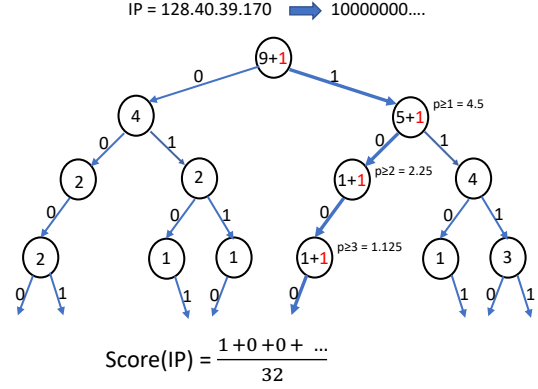 IP = 128.40.39.170 10000000....
9+1
0 1
4 5+1 p≥1 = 4.5
0 1 0 1
2 2 1+1 p≥2 = 2.25 4
0 0 1 0 0 1
2 1 1 1+1 p≥3 = 1.125 1 3
0 1 1 0 0 1 0 1
Score(IP) = 1+0+0+ ...
32